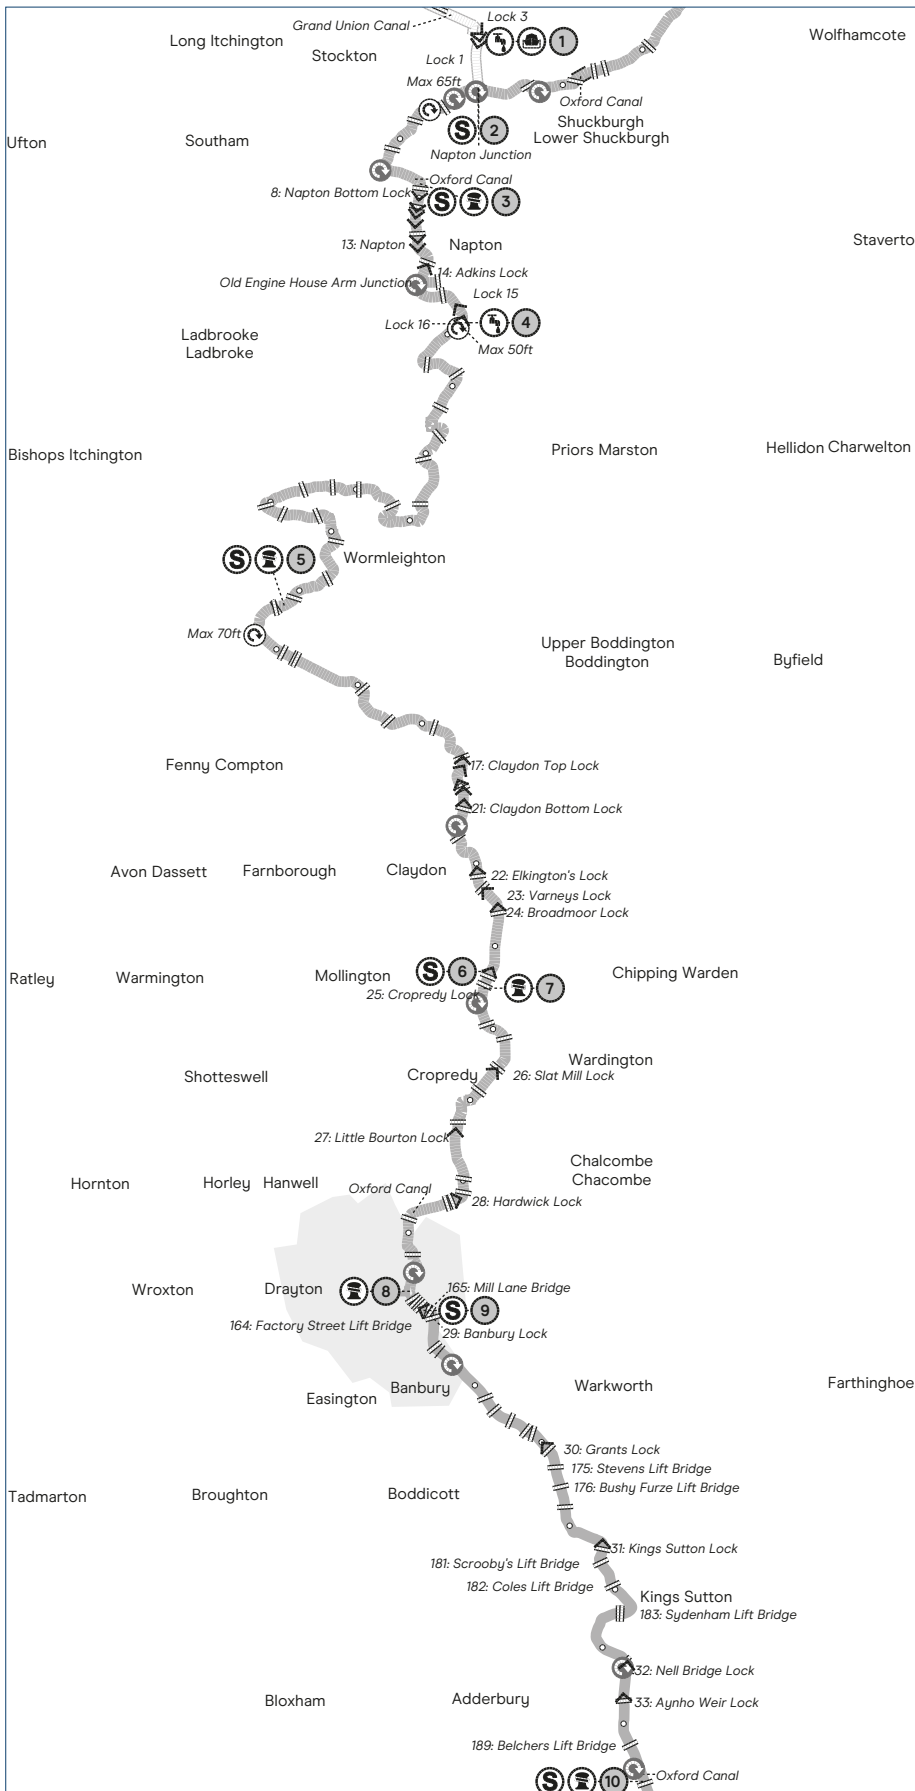 Lock 3
Grand Union Canal
Long Itchington
S
1
Wolfhamcote
Stockton
Lock 1
Max 65ft
Oxford Canal
Shuckburgh
Lower Shuckburgh
S
2
Ufton
Southam
Napton Junction
Oxford Canal
8: Napton Bottom Lock
S
3
13: Napton
Napton
Staverto
14: Adkins Lock
Old Engine House Arm Junction
Lock 15
Lock 16
4
Ladbrooke
Ladbroke
Max 50ft
Bishops Itchington
Priors Marston
Hellidon
Charwelton
S
5
Wormleighton
Max 70ft
Upper Boddington
Boddington
Byfield
Fenny Compton
17: Claydon Top Lock
21: Claydon Bottom Lock
Avon Dassett
Farnborough
Claydon
22: Elkington's Lock
23: Varneys Lock
24: Broadmoor Lock
Ratley
Warmington
Mollington
S
6
Chipping Warden
25: Cropredy Lock
7
Wardington
Shotteswell
Cropredy
26: Slat Mill Lock
27: Little Bourton Lock
Chalcombe
Chacombe
Hornton
Horley
Hanwell
Oxford Canal
28: Hardwick Lock
Wroxton
Drayton
8
165: Mill Lane Bridge
S
9
164: Factory Street Lift Bridge
29: Banbury Lock
Easington
Banbury
Warkworth
Farthinghoe
30: Grants Lock
175: Stevens Lift Bridge
176: Bushy Furze Lift Bridge
Tadmarton
Broughton
Boddicott
31: Kings Sutton Lock
181: Scrooby's Lift Bridge
182: Coles Lift Bridge
Kings Sutton
183: Sydenham Lift Bridge
32: Nell Bridge Lock
Bloxham
Adderbury
33: Aynho Weir Lock
189: Belchers Lift Bridge
S
10
Oxford Canal